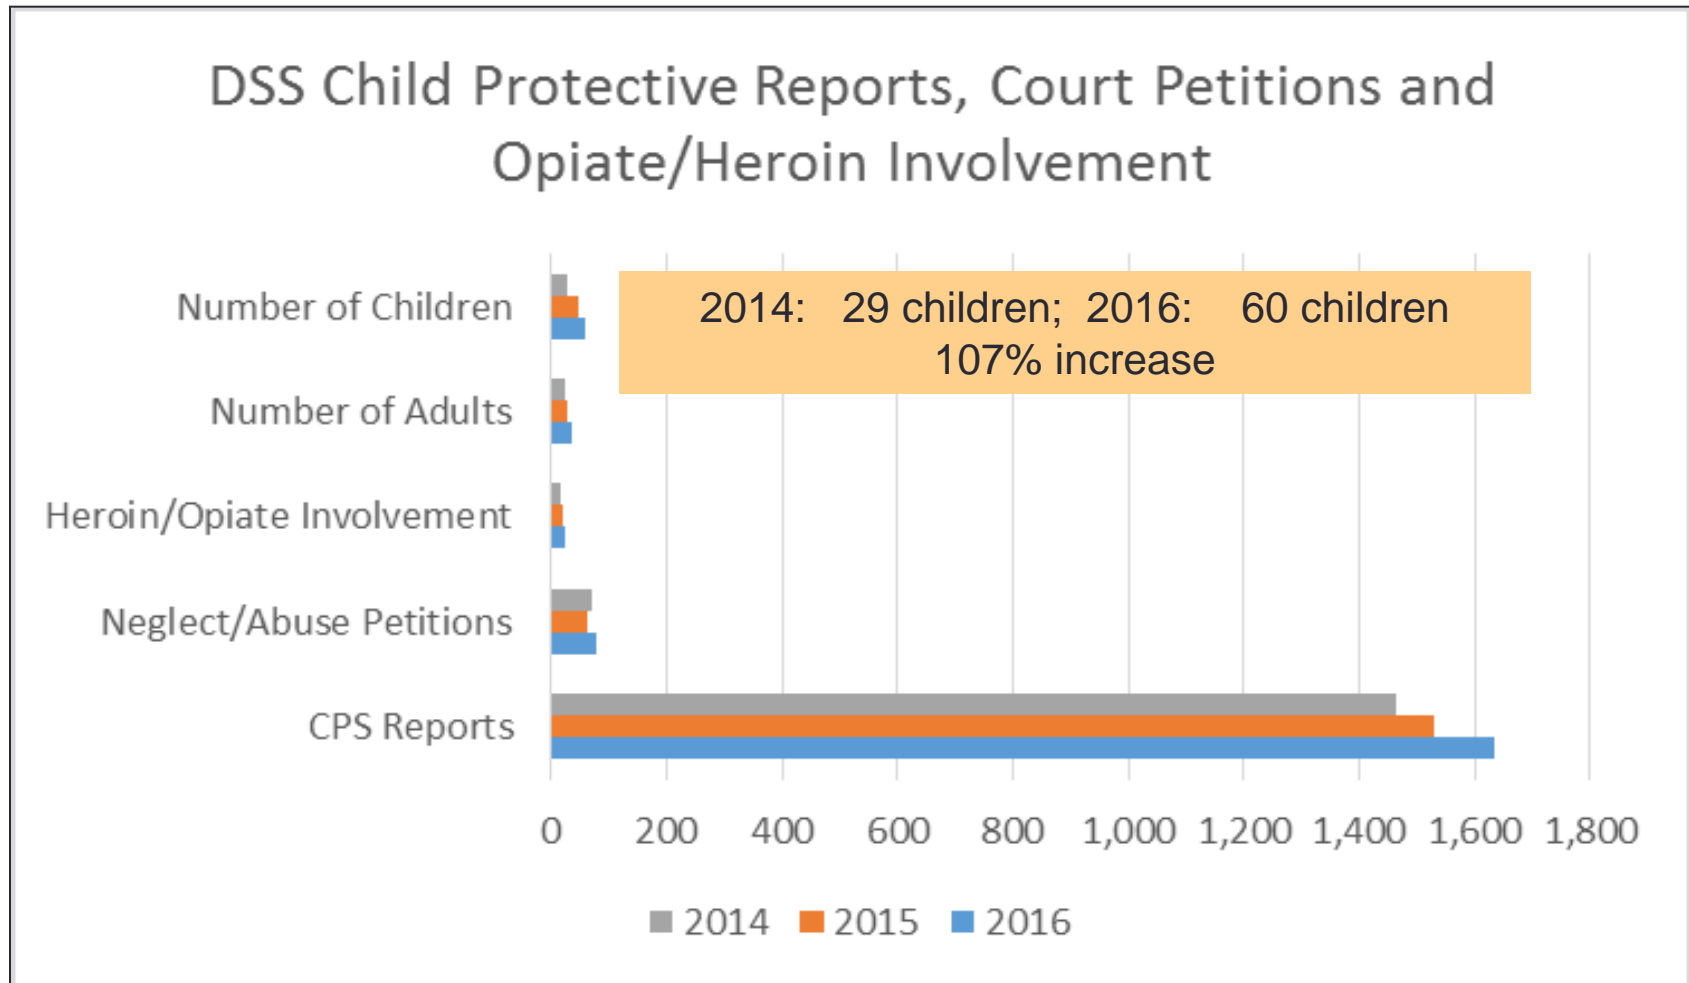 DSS Child Protective Reports, Court Petitions and
Opiate/Heroin Involvement
Number of Children
2014: 29 children; 2016: 60 children
107% increase
Number of Adults
Heroin/Opiate Involvement
Neglect/Abuse Petitions
CPS Reports
0 200 400 600 800 1,000 1,200 1,400 1,600 1,800
2014 2015 2016